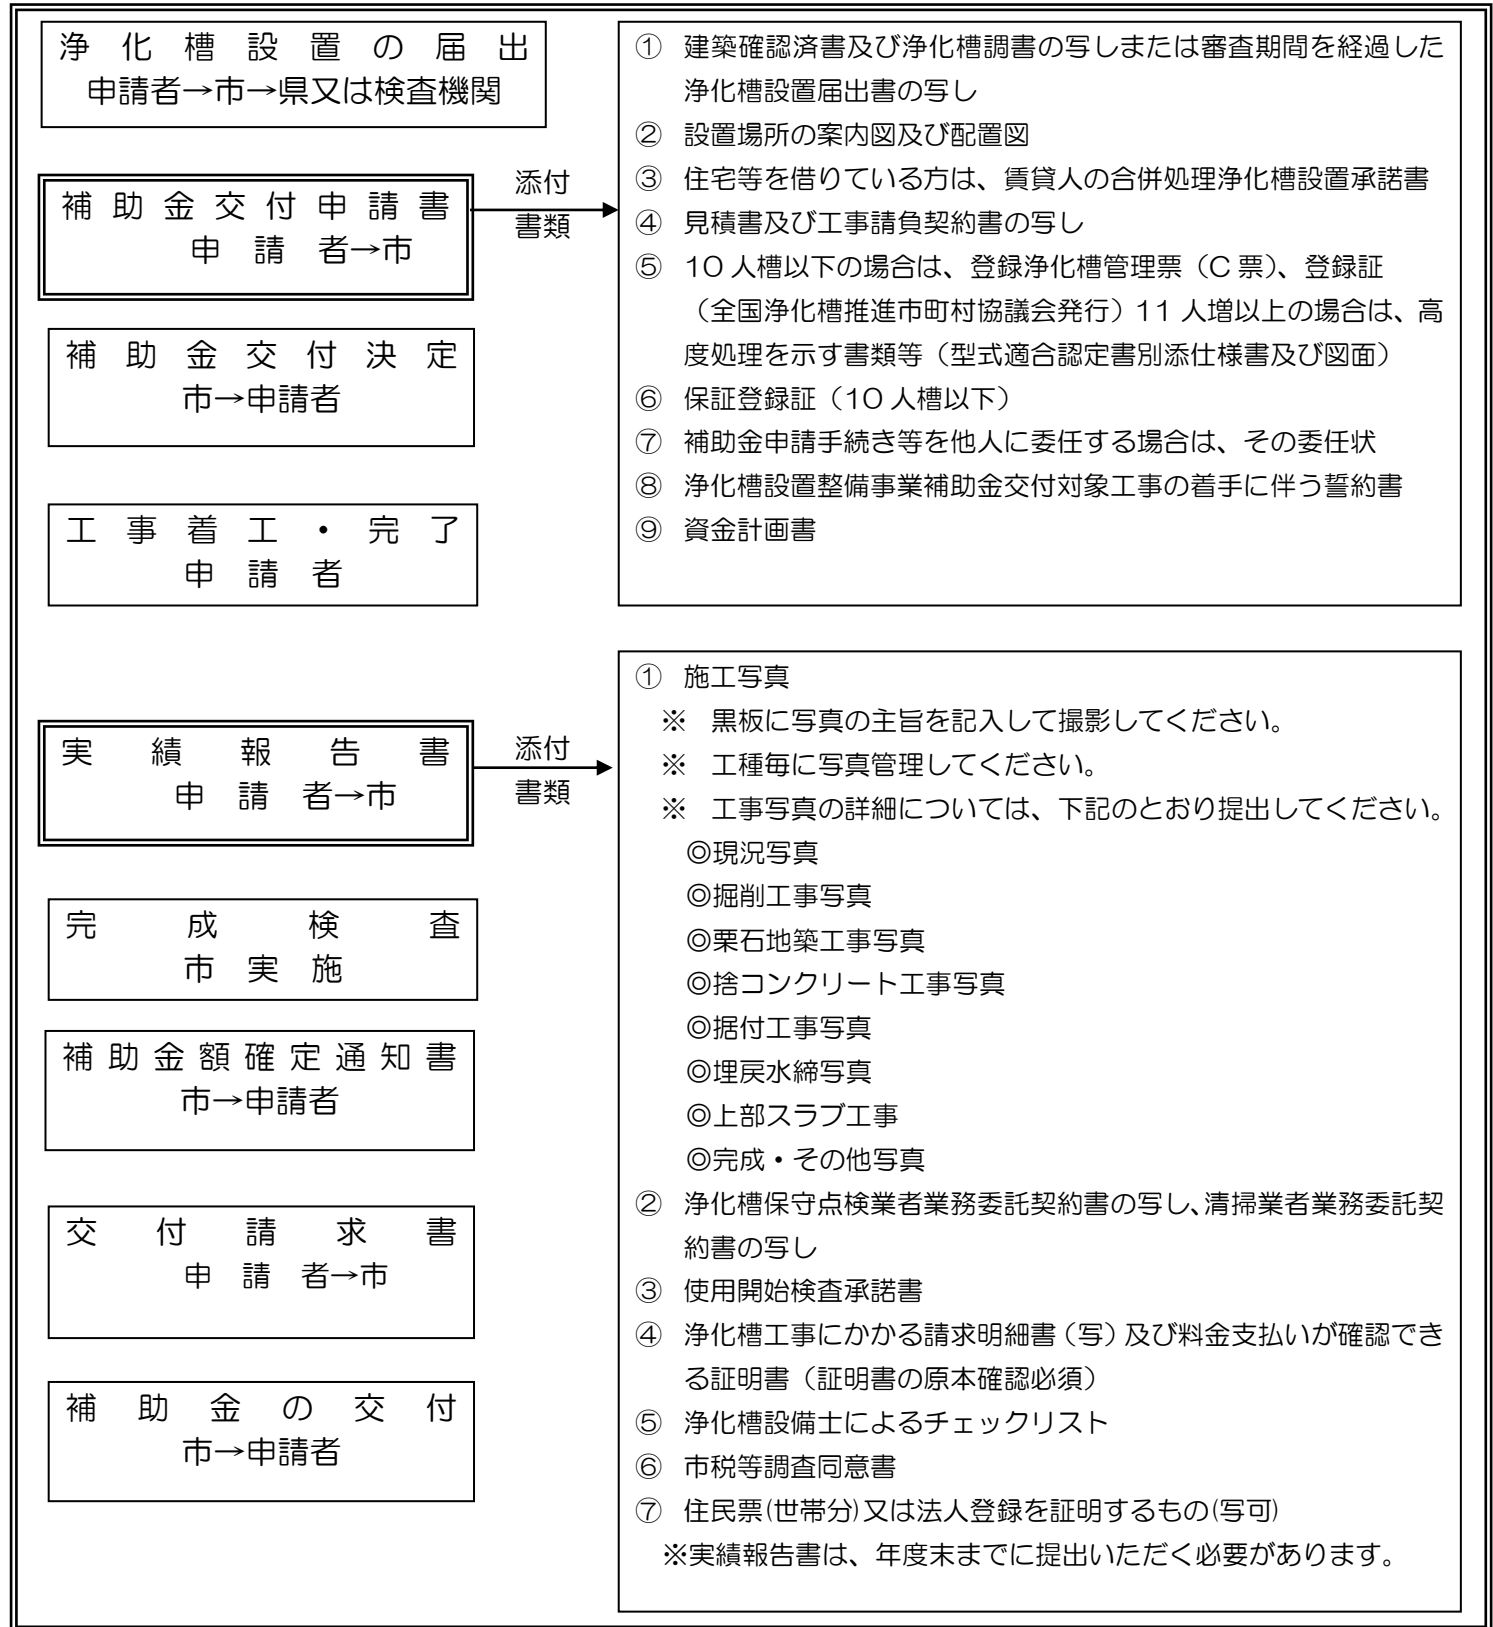 浄化槽設置の届出
申請者→市→県又は検査機関
補助金交付申請書
申請者→市
添付
書類
① 建築確認済書及び浄化槽調書の写しまたは審査期間を経過した
浄化槽設置届出書の写し
② 設置場所の案内図及び配置図
③ 住宅等を借りている方は、賃貸人の合併処理浄化槽設置承諾書
④ 見積書及び工事請負契約書の写し
⑤ 10 人槽以下の場合は、登録浄化槽管理票（C 票）、登録証
（全国浄化槽推進市町村協議会発行）11 人増以上の場合は、高
度処理を示す書類等（型式適合認定書別添仕様書及び図面）
⑥ 保証登録証（10 人槽以下）
⑦ 補助金申請手続き等を他人に委任する場合は、その委任状
⑧ 浄化槽設置整備事業補助金交付対象工事の着手に伴う誓約書
⑨ 資金計画書
補助金交付決定
市→申請者
工事着工・完了
申請者
実績報告書
申請者→市
添付
書類
① 施工写真
※ 黒板に写真の主旨を記入して撮影してください。
※ 工種毎に写真管理してください。
※ 工事写真の詳細については、下記のとおり提出してください。
◎現況写真
◎掘削工事写真
◎栗石地築工事写真
◎捨コンクリート工事写真
◎据付工事写真
◎埋戻水締写真
◎上部スラブ工事
◎完成・その他写真
② 浄化槽保守点検業者業務委託契約書の写し、清掃業者業務委託契
約書の写し
③ 使用開始検査承諾書
④ 浄化槽工事にかかる請求明細書（写）及び料金支払いが確認でき
る証明書（証明書の原本確認必須）
⑤ 浄化槽設備士によるチェックリスト
⑥ 市税等調査同意書
⑦ 住民票(世帯分)又は法人登録を証明するもの(写可)
※実績報告書は、年度末までに提出いただく必要があります。
完成検査
市実施
補助金額確定通知書
市→申請者
交付請求書
申請者→市
補助金の交付
市→申請者